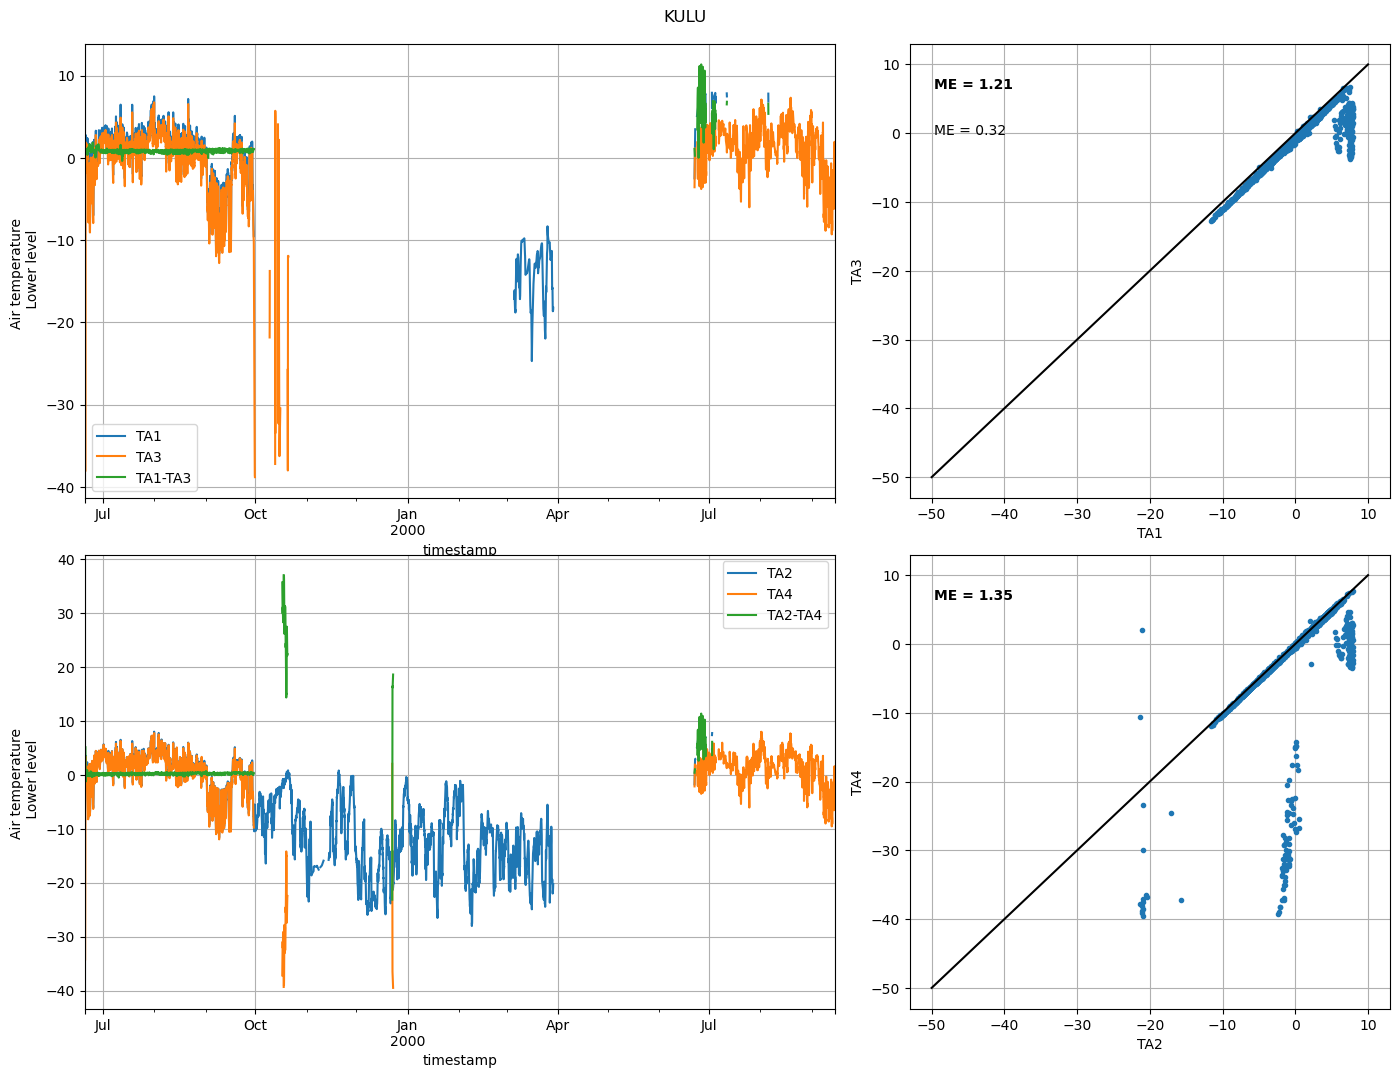 KULU
10
0
−10
−20
−30
−40
Air temperature
Lower level
TA1
TA3
TA1-TA3
Jul
Oct
Jan
2000
Apr
Jul
timestamp
10
0
−10
−20
−30
−40
−50
TA3
ME = 1.21
ME = 0.32
−50
−40
−30
−20
−10
0
10
TA1
40
30
20
10
0
−10
−20
−30
−40
Air temperature
Lower level
TA2
TA4
TA2-TA4
Jul
Oct
Jan
2000
Apr
Jul
timestamp
10
0
−10
−20
−30
−40
−50
TA4
ME = 1.35
−50
−40
−30
−20
−10
0
10
TA2